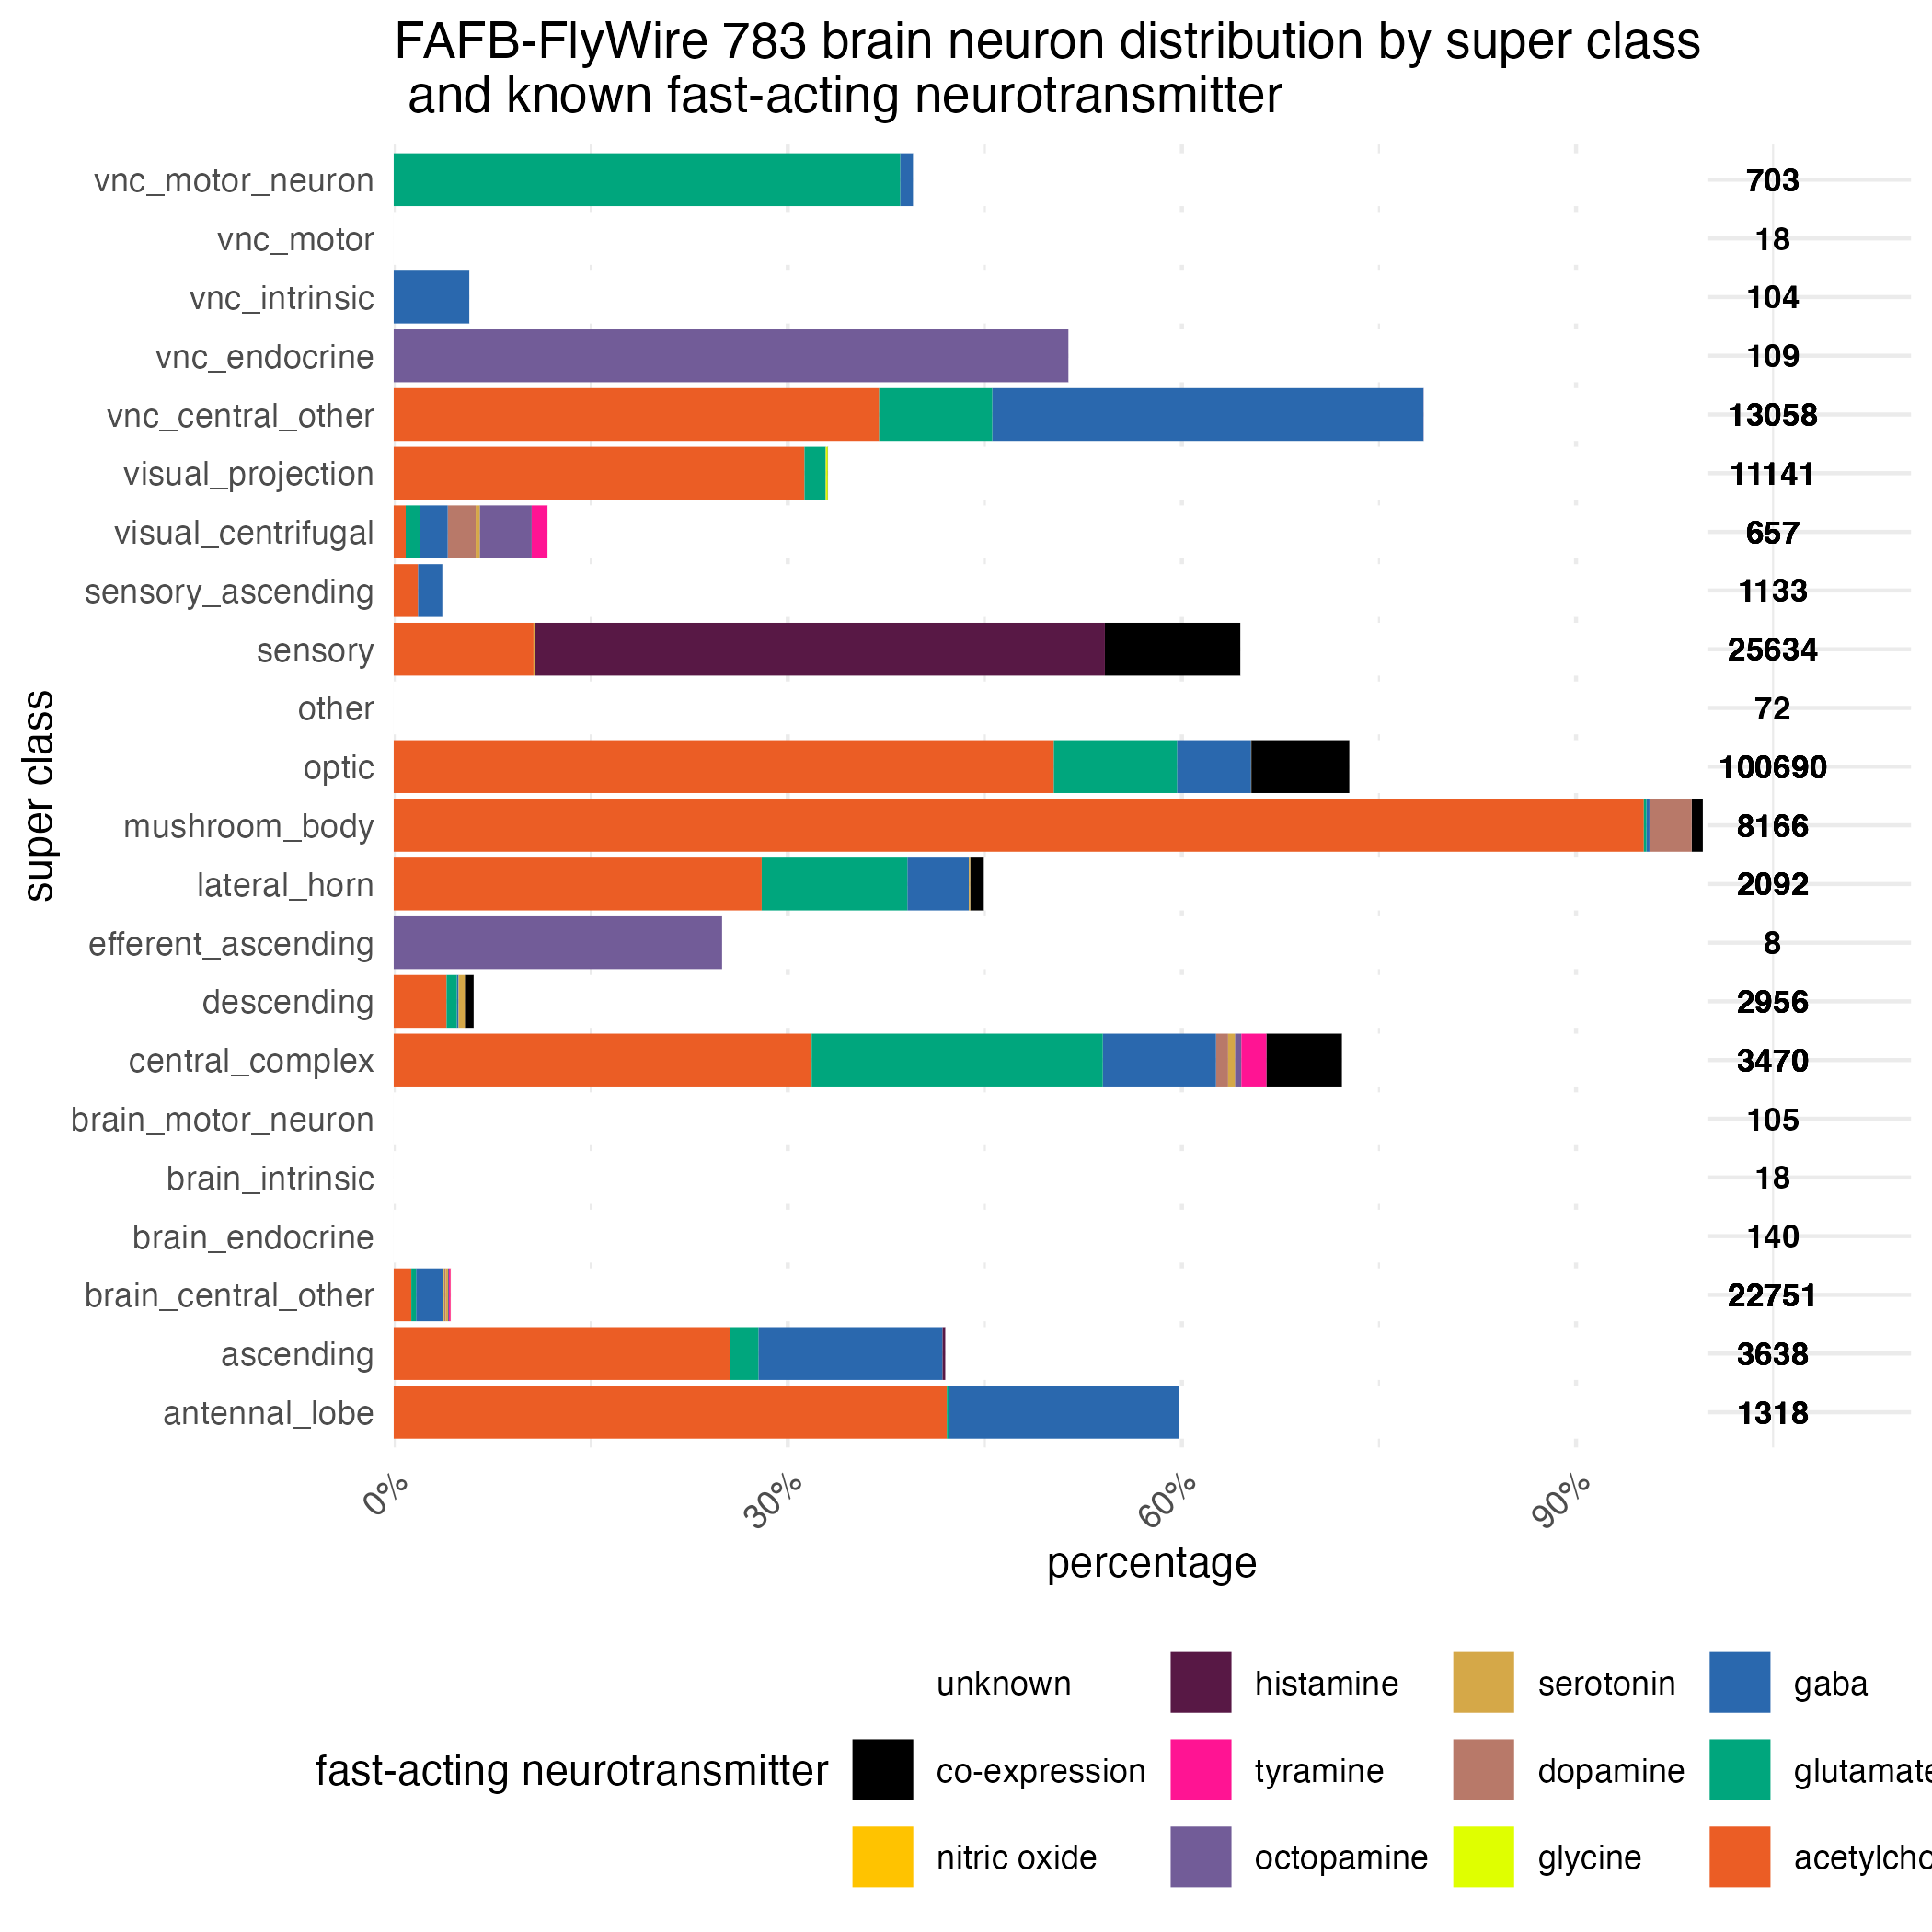 FAFB-FlyWire 783 brain neuron distribution by super class
and known fast-acting neurotransmitter
vnc_motor_neuron 703
vnc_motor 18
vnc_intrinsic 104
vnc_endocrine 109
vnc_central_other 13058
visual_projection 11141
visual_centrifugal 657
sensory_ascending 1133
sensory 25634
other 72
optic 100690
mushroom_body 8166
lateral_horn 2092
efferent_ascending 8
descending 2956
central_complex 3470
brain_motor_neuron 105
brain_intrinsic 18
brain_endocrine 140
brain_central_other 22751
ascending 3638
antennal_lobe 1318
super class
0% 30% 60% 90%
percentage
fast-acting neurotransmitter
unknown histamine serotonin gaba
co-expression tyramine dopamine glutamate
nitric oxide octopamine glycine acetylcho